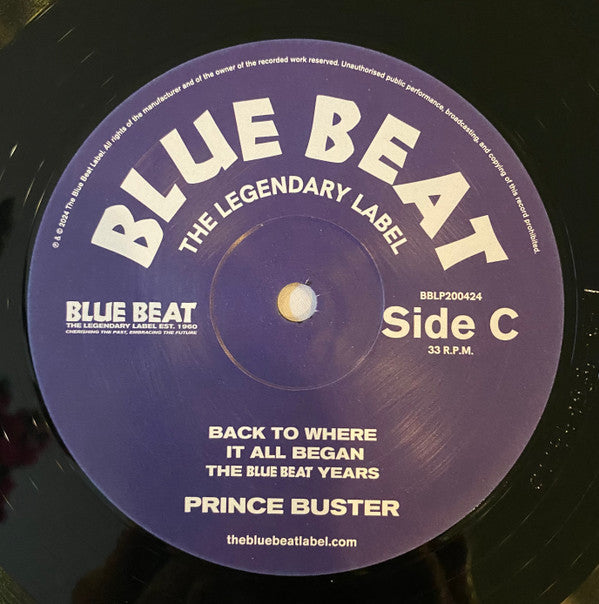 ℗ & © 2024 The Blue Beat Label. All rights of the manufacturer and of the owner of the recorded work reserved. Unauthorised public performance, broadcasting, and copying of this record prohibited.
BLUE BEAT
THE LEGENDARY LABEL
BLUE BEAT
THE LEGENDARY LABEL EST. 1960
CHERISHING THE PAST, EMBRACING THE FUTURE
BBLP200424
Side C
33 R.P.M.
BACK TO WHERE
IT ALL BEGAN
THE BLUE BEAT YEARS
PRINCE BUSTER
thebluebeatlabel.com